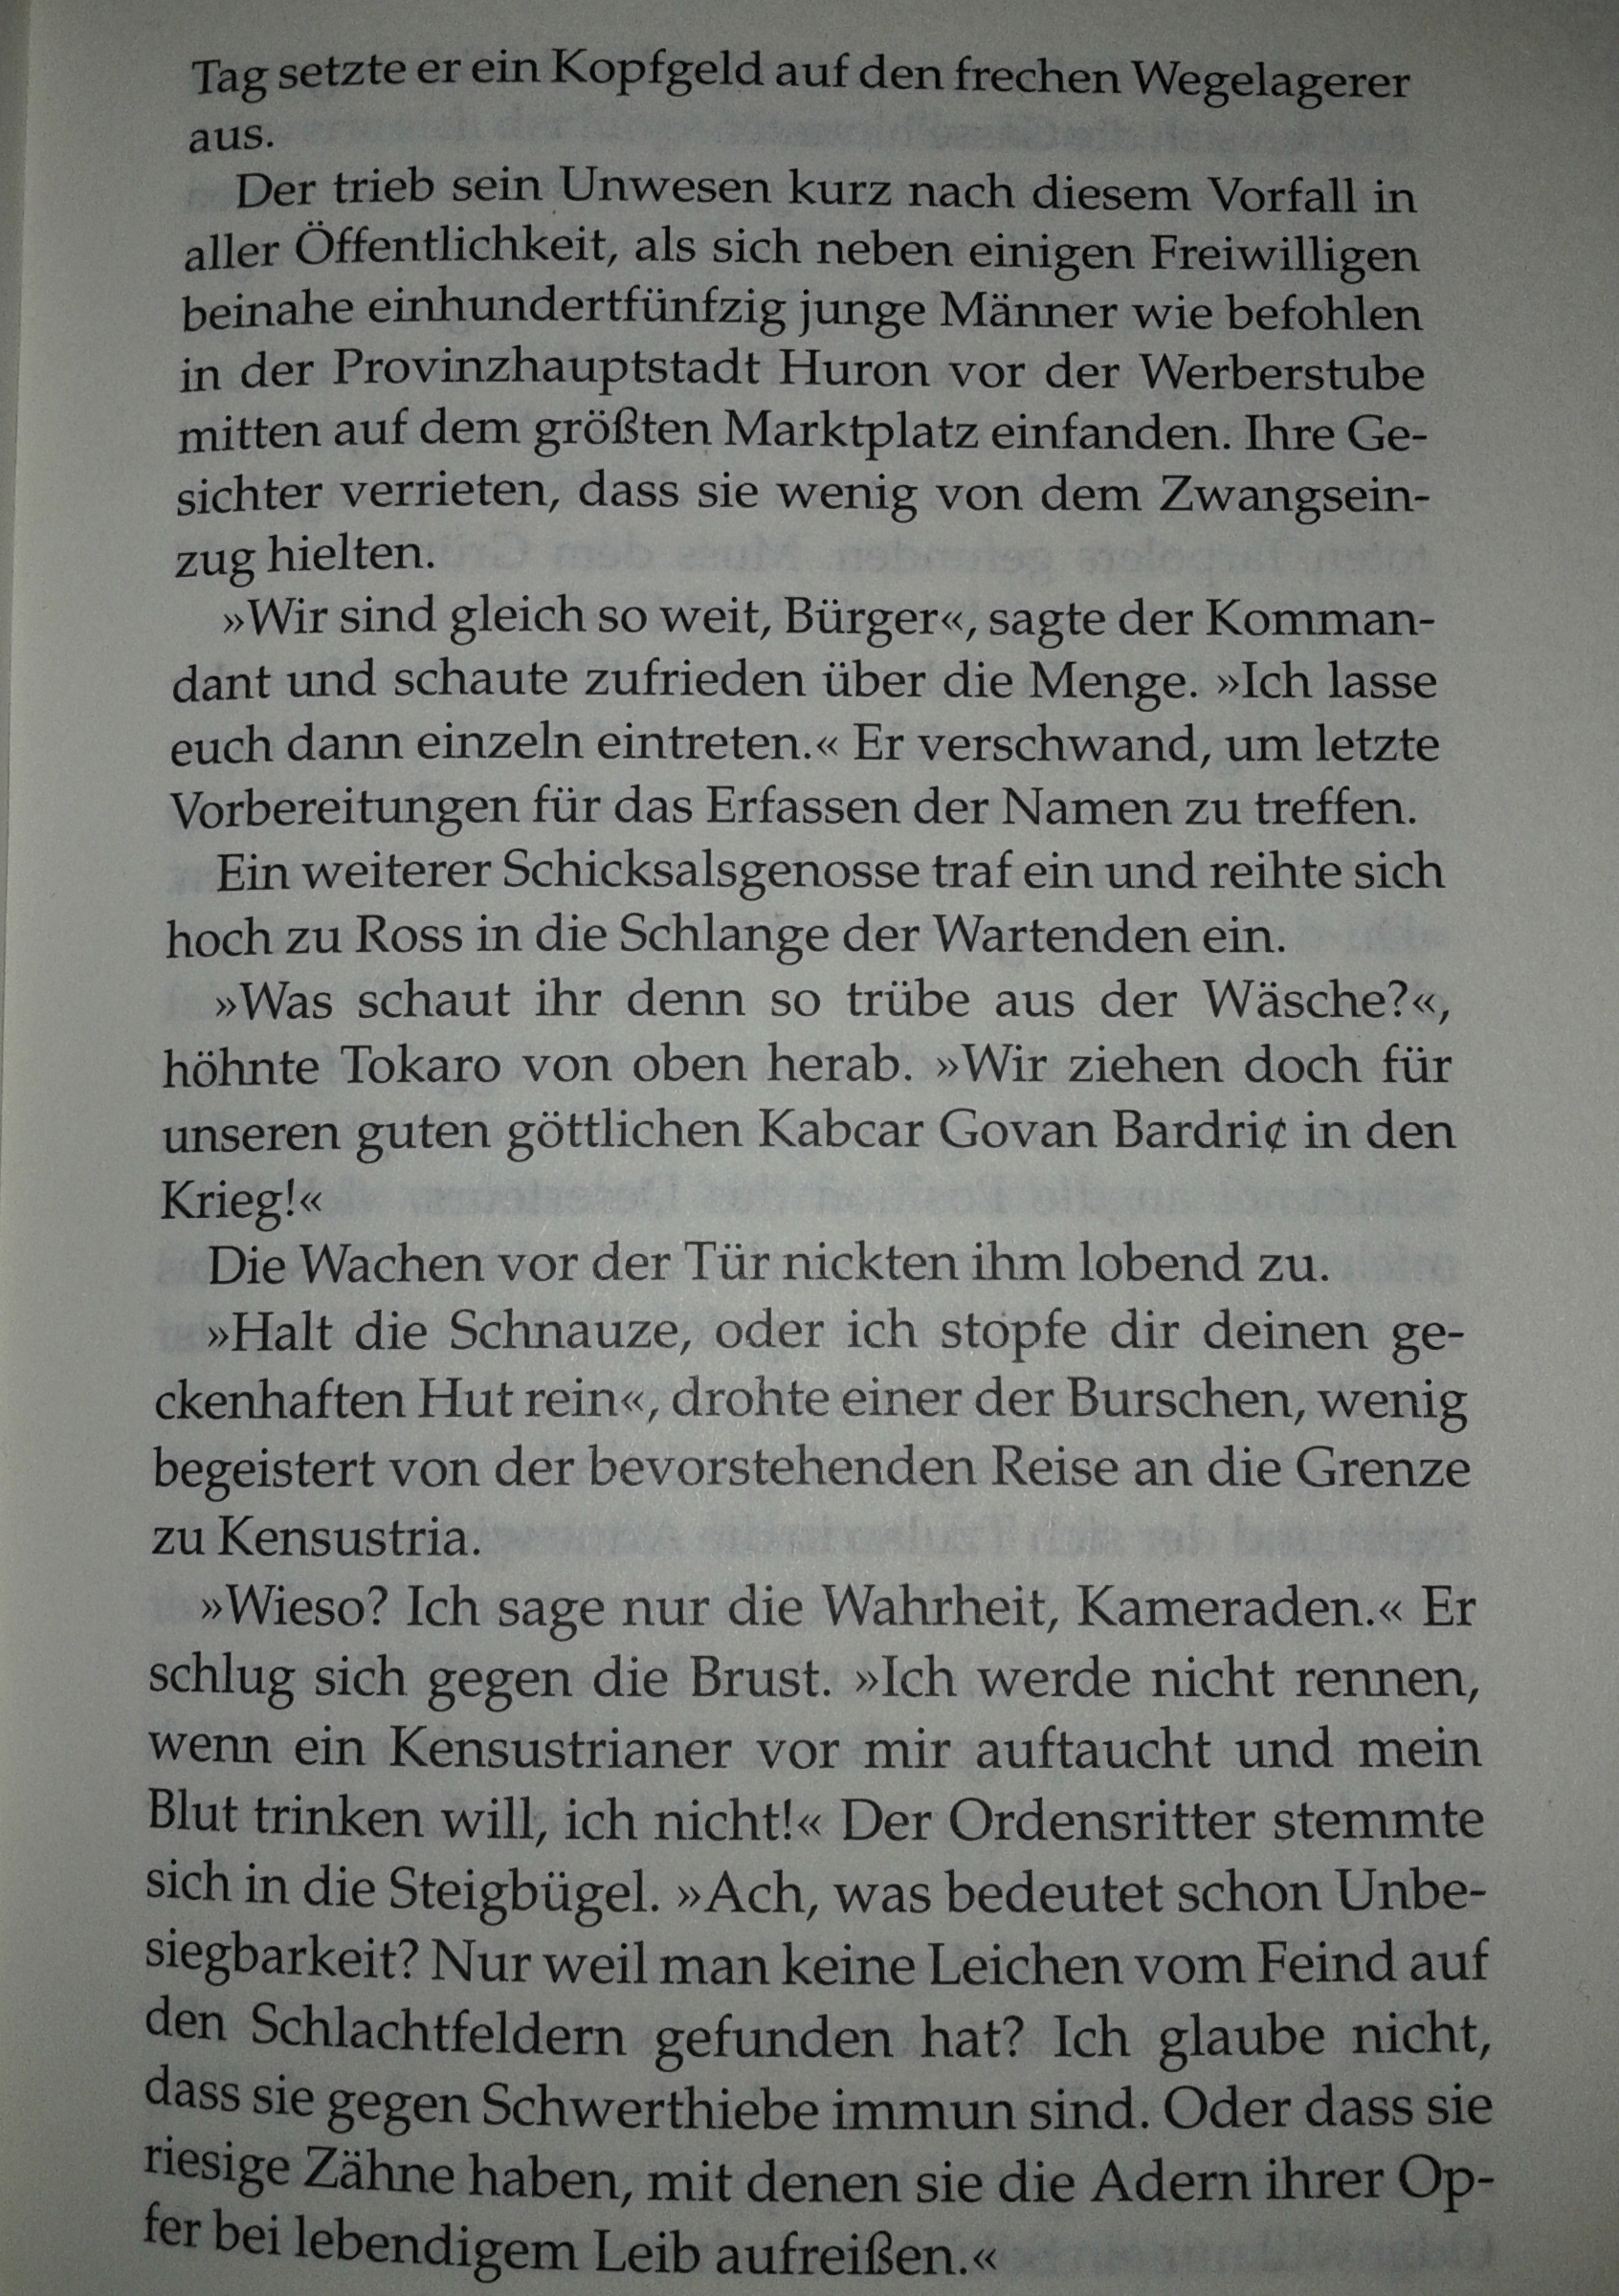 Tag setzte er ein Kopfgeld auf den frechen Wegelagerer
aus.
Der trieb sein Unwesen kurz nach diesem Vorfall in
aller Öffentlichkeit, als sich neben einigen Freiwilligen
beinahe einhundertfünfzig junge Männer wie befohlen
in der Provinzhauptstadt Huron vor der Werberstube
mitten auf dem größten Marktplatz einfanden. Ihre Ge-
sichter verrieten, dass sie wenig von dem Zwangsein-
zug hielten.
»Wir sind gleich so weit, Bürger«, sagte der Komman-
dant und schaute zufrieden über die Menge. »Ich lasse
euch dann einzeln eintreten.« Er verschwand, um letzte
Vorbereitungen für das Erfassen der Namen zu treffen.
Ein weiterer Schicksalsgenosse traf ein und reihte sich
hoch zu Ross in die Schlange der Wartenden ein.
»Was schaut ihr denn so trübe aus der Wäsche?«,
höhnte Tokaro von oben herab. »Wir ziehen doch für
unseren guten göttlichen Kabcar Govan Bardri¢ in den
Krieg!«
Die Wachen vor der Tür nickten ihm lobend zu.
»Halt die Schnauze, oder ich stopfe dir deinen ge-
ckenhaften Hut rein«, drohte einer der Burschen, wenig
begeistert von der bevorstehenden Reise an die Grenze
zu Kensustria.
»Wieso? Ich sage nur die Wahrheit, Kameraden.« Er
schlug sich gegen die Brust. »Ich werde nicht rennen,
wenn ein Kensustrianer vor mir auftaucht und mein
Blut trinken will, ich nicht!« Der Ordensritter stemmte
sich in die Steigbügel. »Ach, was bedeutet schon Unbe-
siegbarkeit? Nur weil man keine Leichen vom Feind auf
den Schlachtfeldern gefunden hat? Ich glaube nicht,
dass sie gegen Schwerthiebe immun sind. Oder dass sie
riesige Zähne haben, mit denen sie die Adern ihrer Op-
fer bei lebendigem Leib aufreißen.«